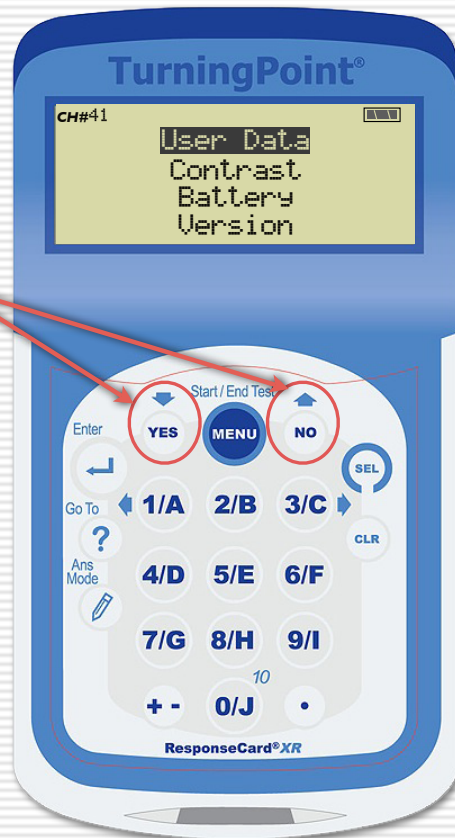 TurningPoint®
CH#41
User Data
Contrast
Battery
Version
Start / End Tes
Enter
YES
MENU
NO
SEL
Go To
1/A
2/B
3/C
?
CLR
Ans
Mode
4/D
5/E
6/F
7/G
8/H
9/I
10
+ -
0/J
•
ResponseCard®XR